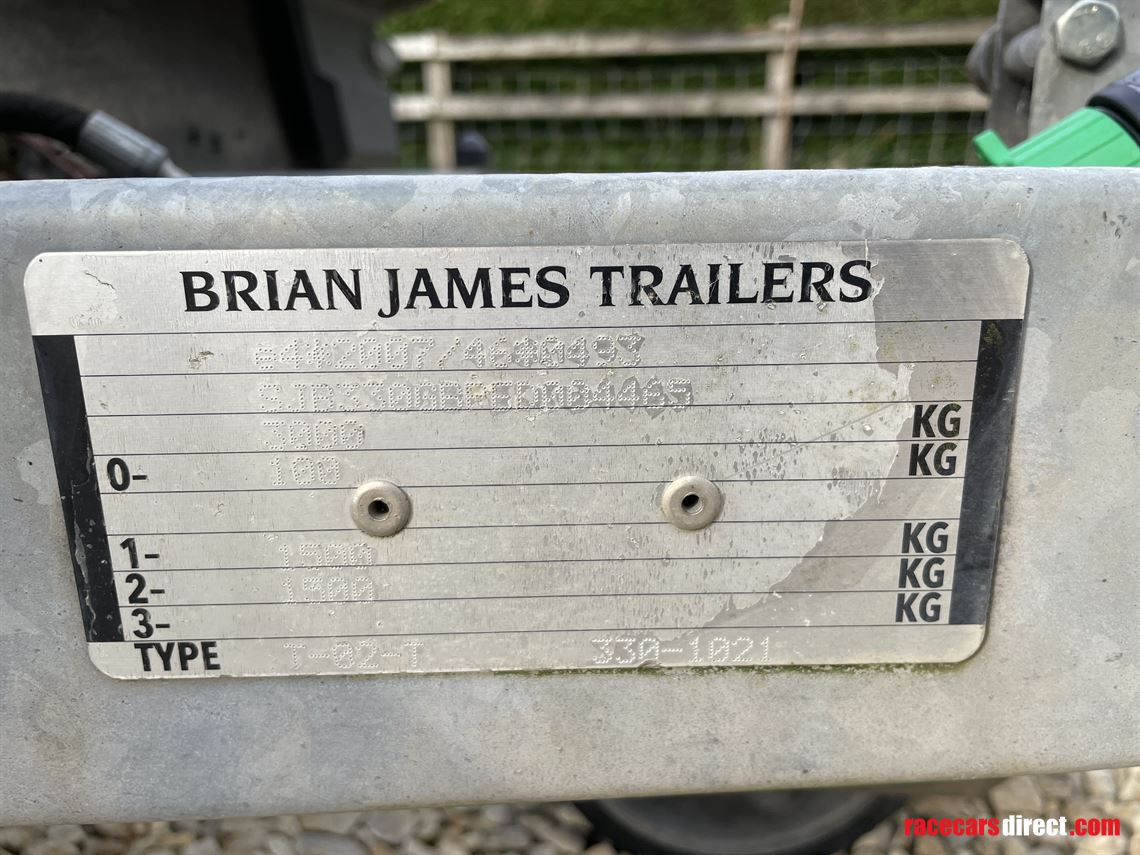 BRIAN JAMES TRAILERS
e4*2007/46*0493
3000 KG
0- 100 KG
1- 1500 KG
2- 1500 KG
3- KG
TYPE T-02-T 330-1021
racecarsdirect.com